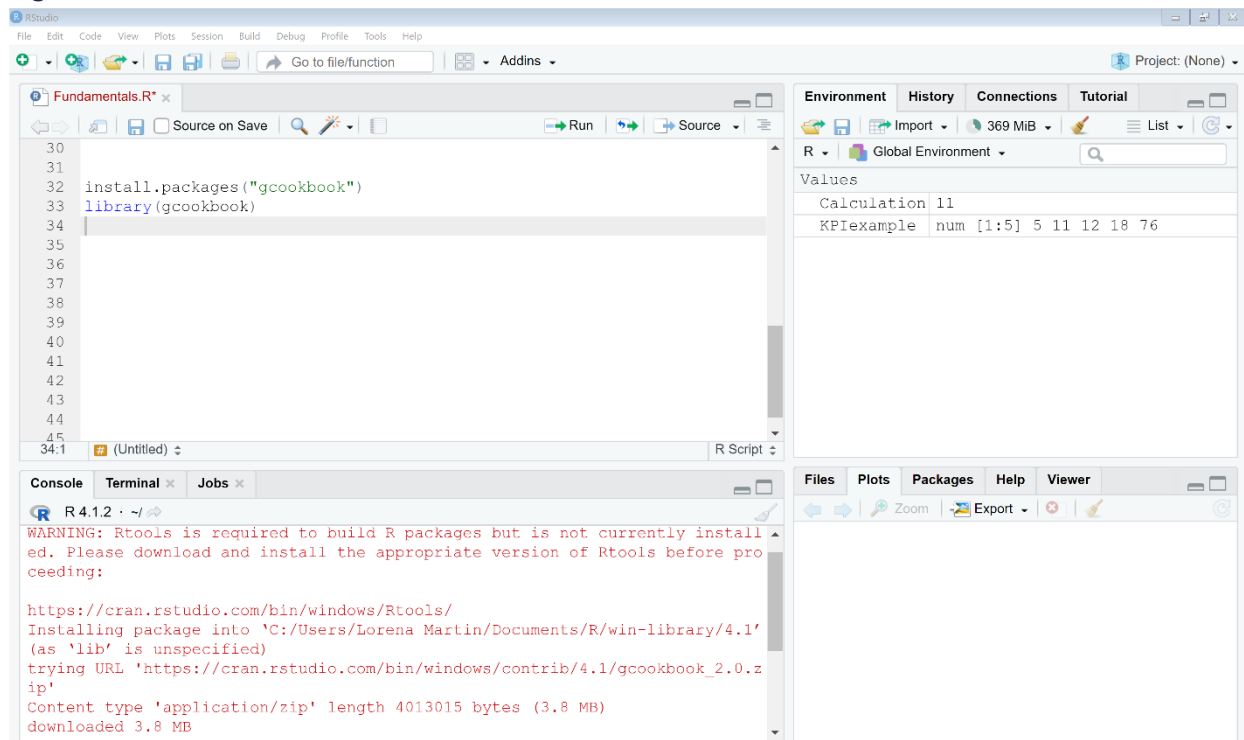 RStudio
File Edit Code View Plots Session Build Debug Profile Tools Help
Go to file/function Addins Project: (None)
Fundamentals.R*
Source on Save Run Source
30
31
32 install.packages("gcookbook")
33 library(gcookbook)
34
35
36
37
38
39
40
41
42
43
44
45
34:1 # (Untitled) R Script
Console Terminal Jobs
R R 4.1.2 · ~/
WARNING: Rtools is required to build R packages but is not currently install
ed. Please download and install the appropriate version of Rtools before pro
ceeding:
https://cran.rstudio.com/bin/windows/Rtools/
Installing package into ‘C:/Users/Lorena Martin/Documents/R/win-library/4.1’
(as ‘lib’ is unspecified)
trying URL 'https://cran.rstudio.com/bin/windows/contrib/4.1/gcookbook_2.0.z
ip'
Content type 'application/zip' length 4013015 bytes (3.8 MB)
downloaded 3.8 MB
Environment History Connections Tutorial
Import 369 MiB List
R Global Environment
Values
Calculation 11
KPIexample num [1:5] 5 11 12 18 76
Files Plots Packages Help Viewer
Zoom Export